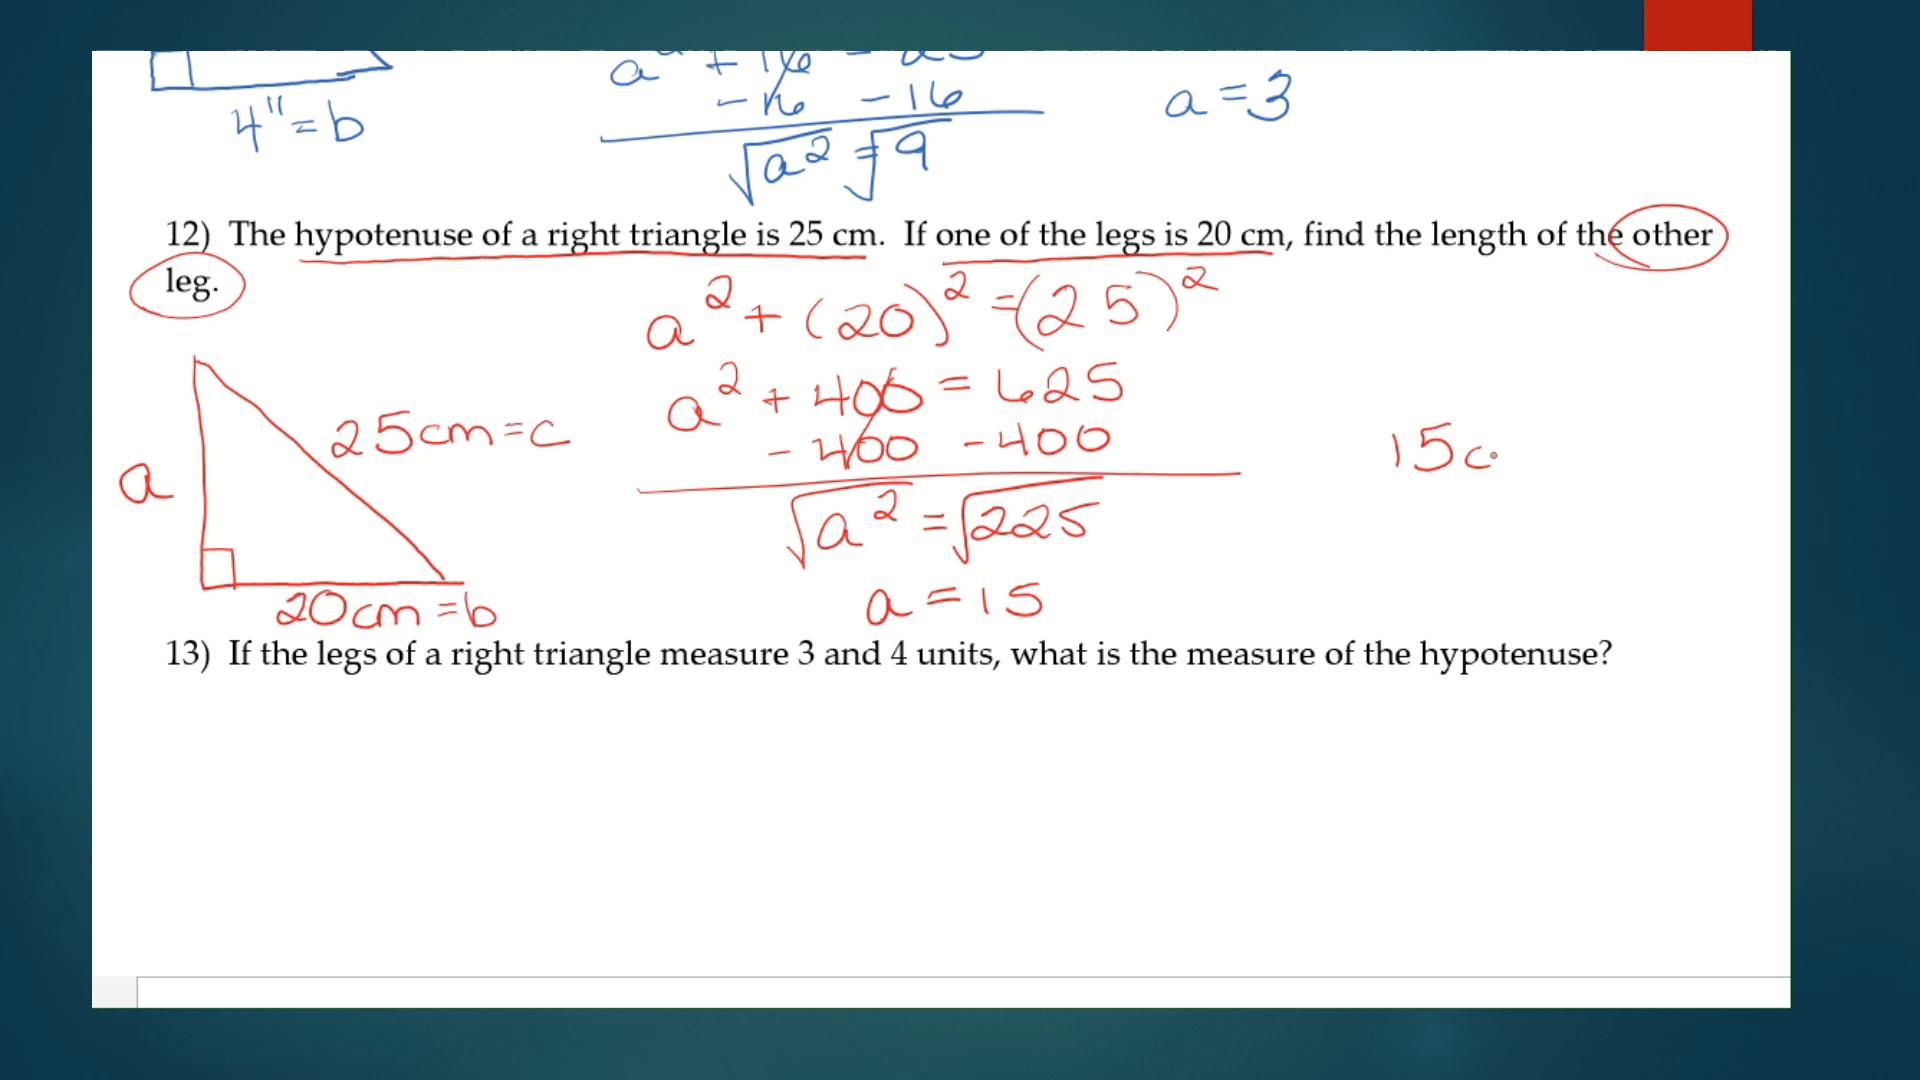 a² + 16 = 25
- 16 - 16
a = 3
4" = b
√a² = √9
12) The hypotenuse of a right triangle is 25 cm. If one of the legs is 20 cm, find the length of the other
leg.
a² + (20)² = (25)²
a² + 400 = 625
25cm = c
- 400 - 400
15c
a
√a² = √225
a = 15
20cm = b
13) If the legs of a right triangle measure 3 and 4 units, what is the measure of the hypotenuse?